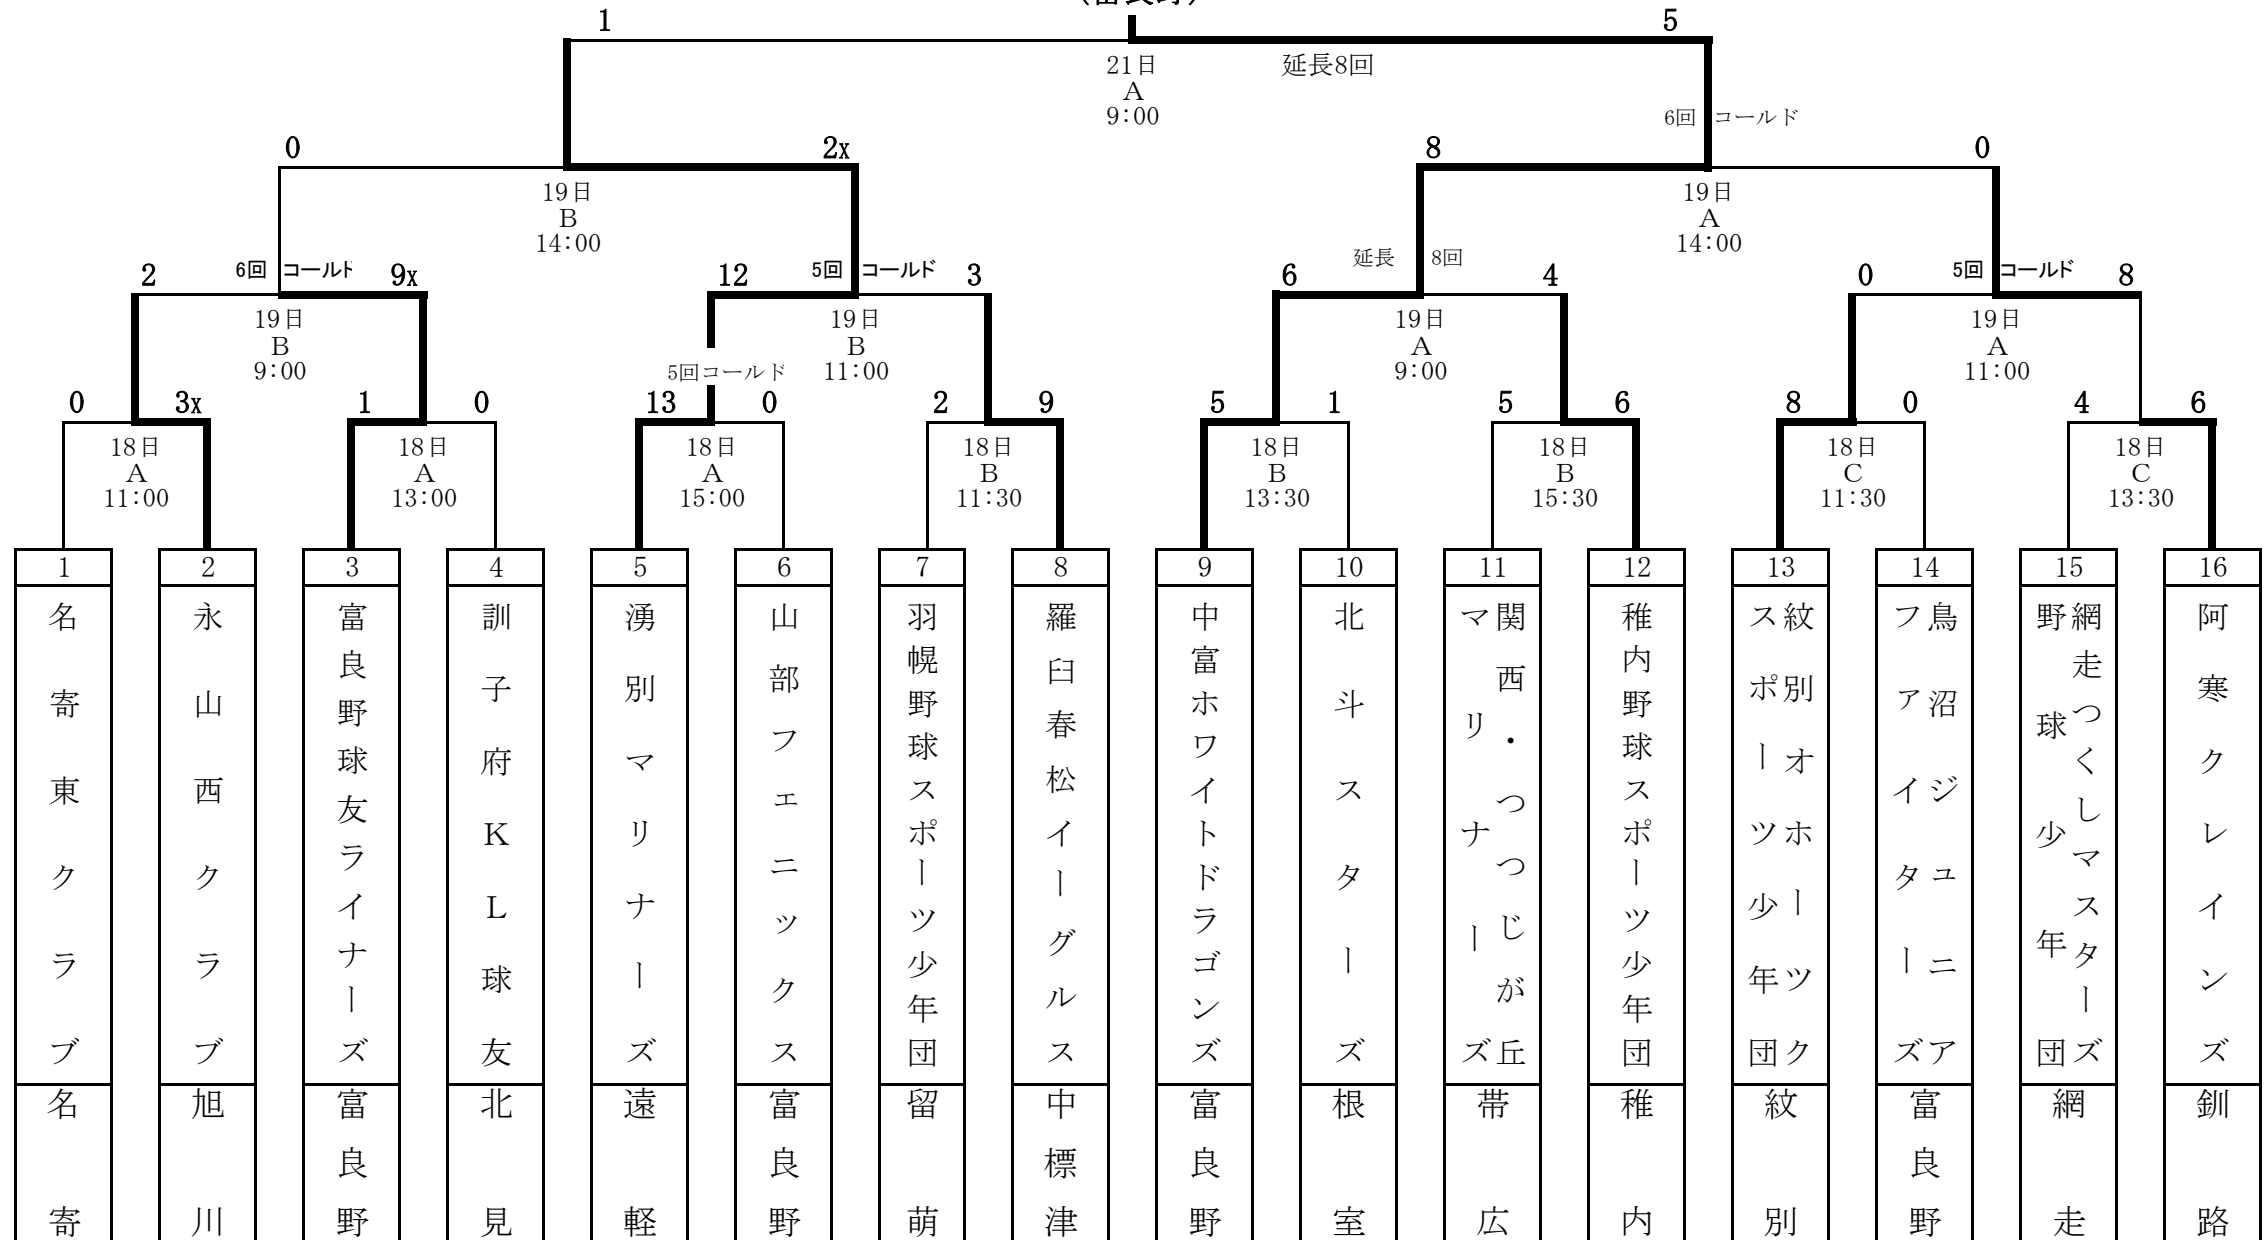 1
5
21日
A
9:00
延長8回
6回 コールド
0
2x
8
0
19日
B
14:00
19日
A
14:00
2
6回 コールド
9x
12
5回 コールド
3
延長 8回
6
4
0
5回 コールド
8
19日
B
9:00
19日
B
11:00
19日
A
9:00
19日
A
11:00
5回コールド
0
3x
1
0
13
0
2
9
5
1
5
6
8
0
4
6
18日
A
11:00
18日
A
13:00
18日
A
15:00
18日
B
11:30
18日
B
13:30
18日
B
15:30
18日
C
11:30
18日
C
13:30
1
名寄東クラブ
名寄
2
永山西クラブ
旭川
3
富良野球友ライナーズ
富良野
4
訓子府KL球友
北見
5
湧別マリナーズ
遠軽
6
山部フェニックス
富良野
7
羽幌野球スポーツ少年団
留萌
8
羅臼春松イーグルス
中標津
9
中富ホワイトドラゴンズ
富良野
10
北斗スターズ
根室
11
関西・つつじが丘
マリナーズ
帯広
12
稚内野球スポーツ少年団
稚内
13
紋別オホーツク
スポーツ少年団
紋別
14
鳥沼ジュニア
ファイターズ
富良野
15
網走つくしマスターズ
野球少年団
網走
16
阿寒クレインズ
釧路